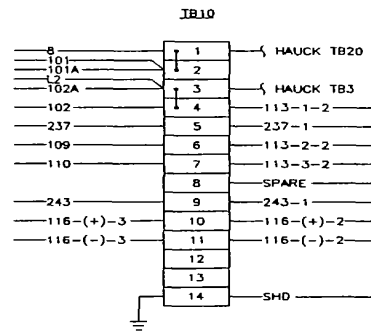 TB10
8 1 HAUCK TB20
101
101A 2
L2
102A 3 HAUCK TB3
102 4 113-1-2
237 5 237-1
109 6 113-2-2
110 7 113-3-2
8 SPARE
243 9 243-1
116-(+)-3 10 116-(+)-2
116-(-)-3 11 116-(-)-2
12
13
14 SHD